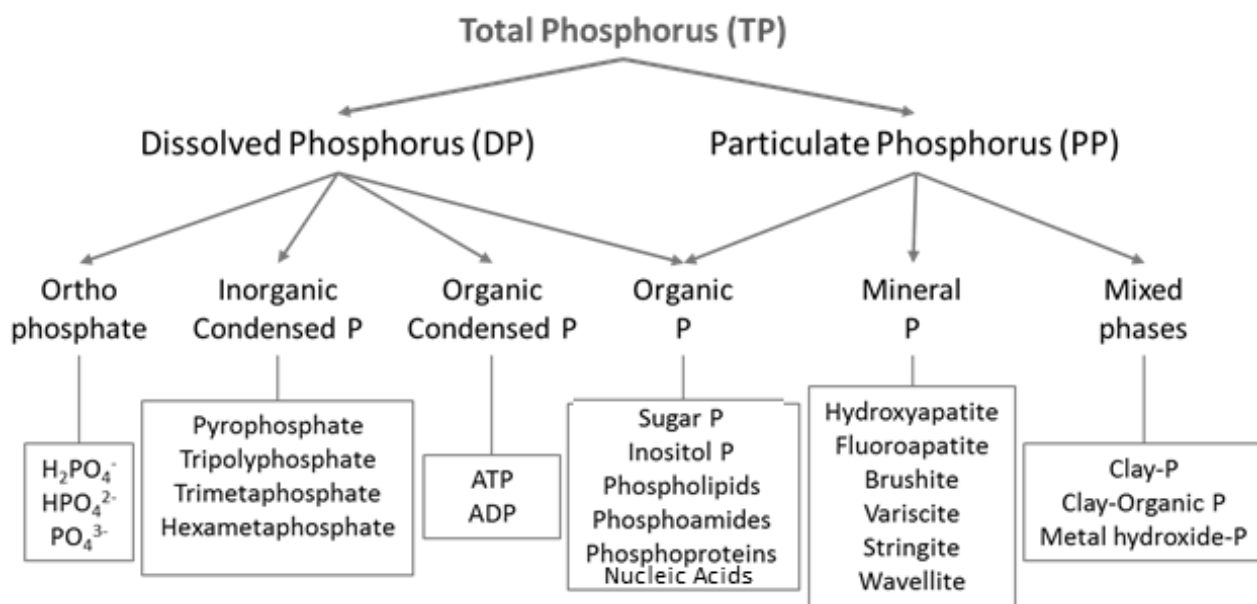 Total Phosphorus (TP)
Dissolved Phosphorus (DP)
Particulate Phosphorus (PP)
Ortho
phosphate
Inorganic
Condensed P
Organic
Condensed P
Organic
P
Mineral
P
Mixed
phases
H₂PO₄⁻
HPO₄²⁻
PO₄³⁻
Pyrophosphate
Tripolyphosphate
Trimetaphosphate
Hexametaphosphate
ATP
ADP
Sugar P
Inositol P
Phospholipids
Phosphoamides
Phosphoproteins
Nucleic Acids
Hydroxyapatite
Fluoroapatite
Brushite
Variscite
Stringite
Wavellite
Clay-P
Clay-Organic P
Metal hydroxide-P